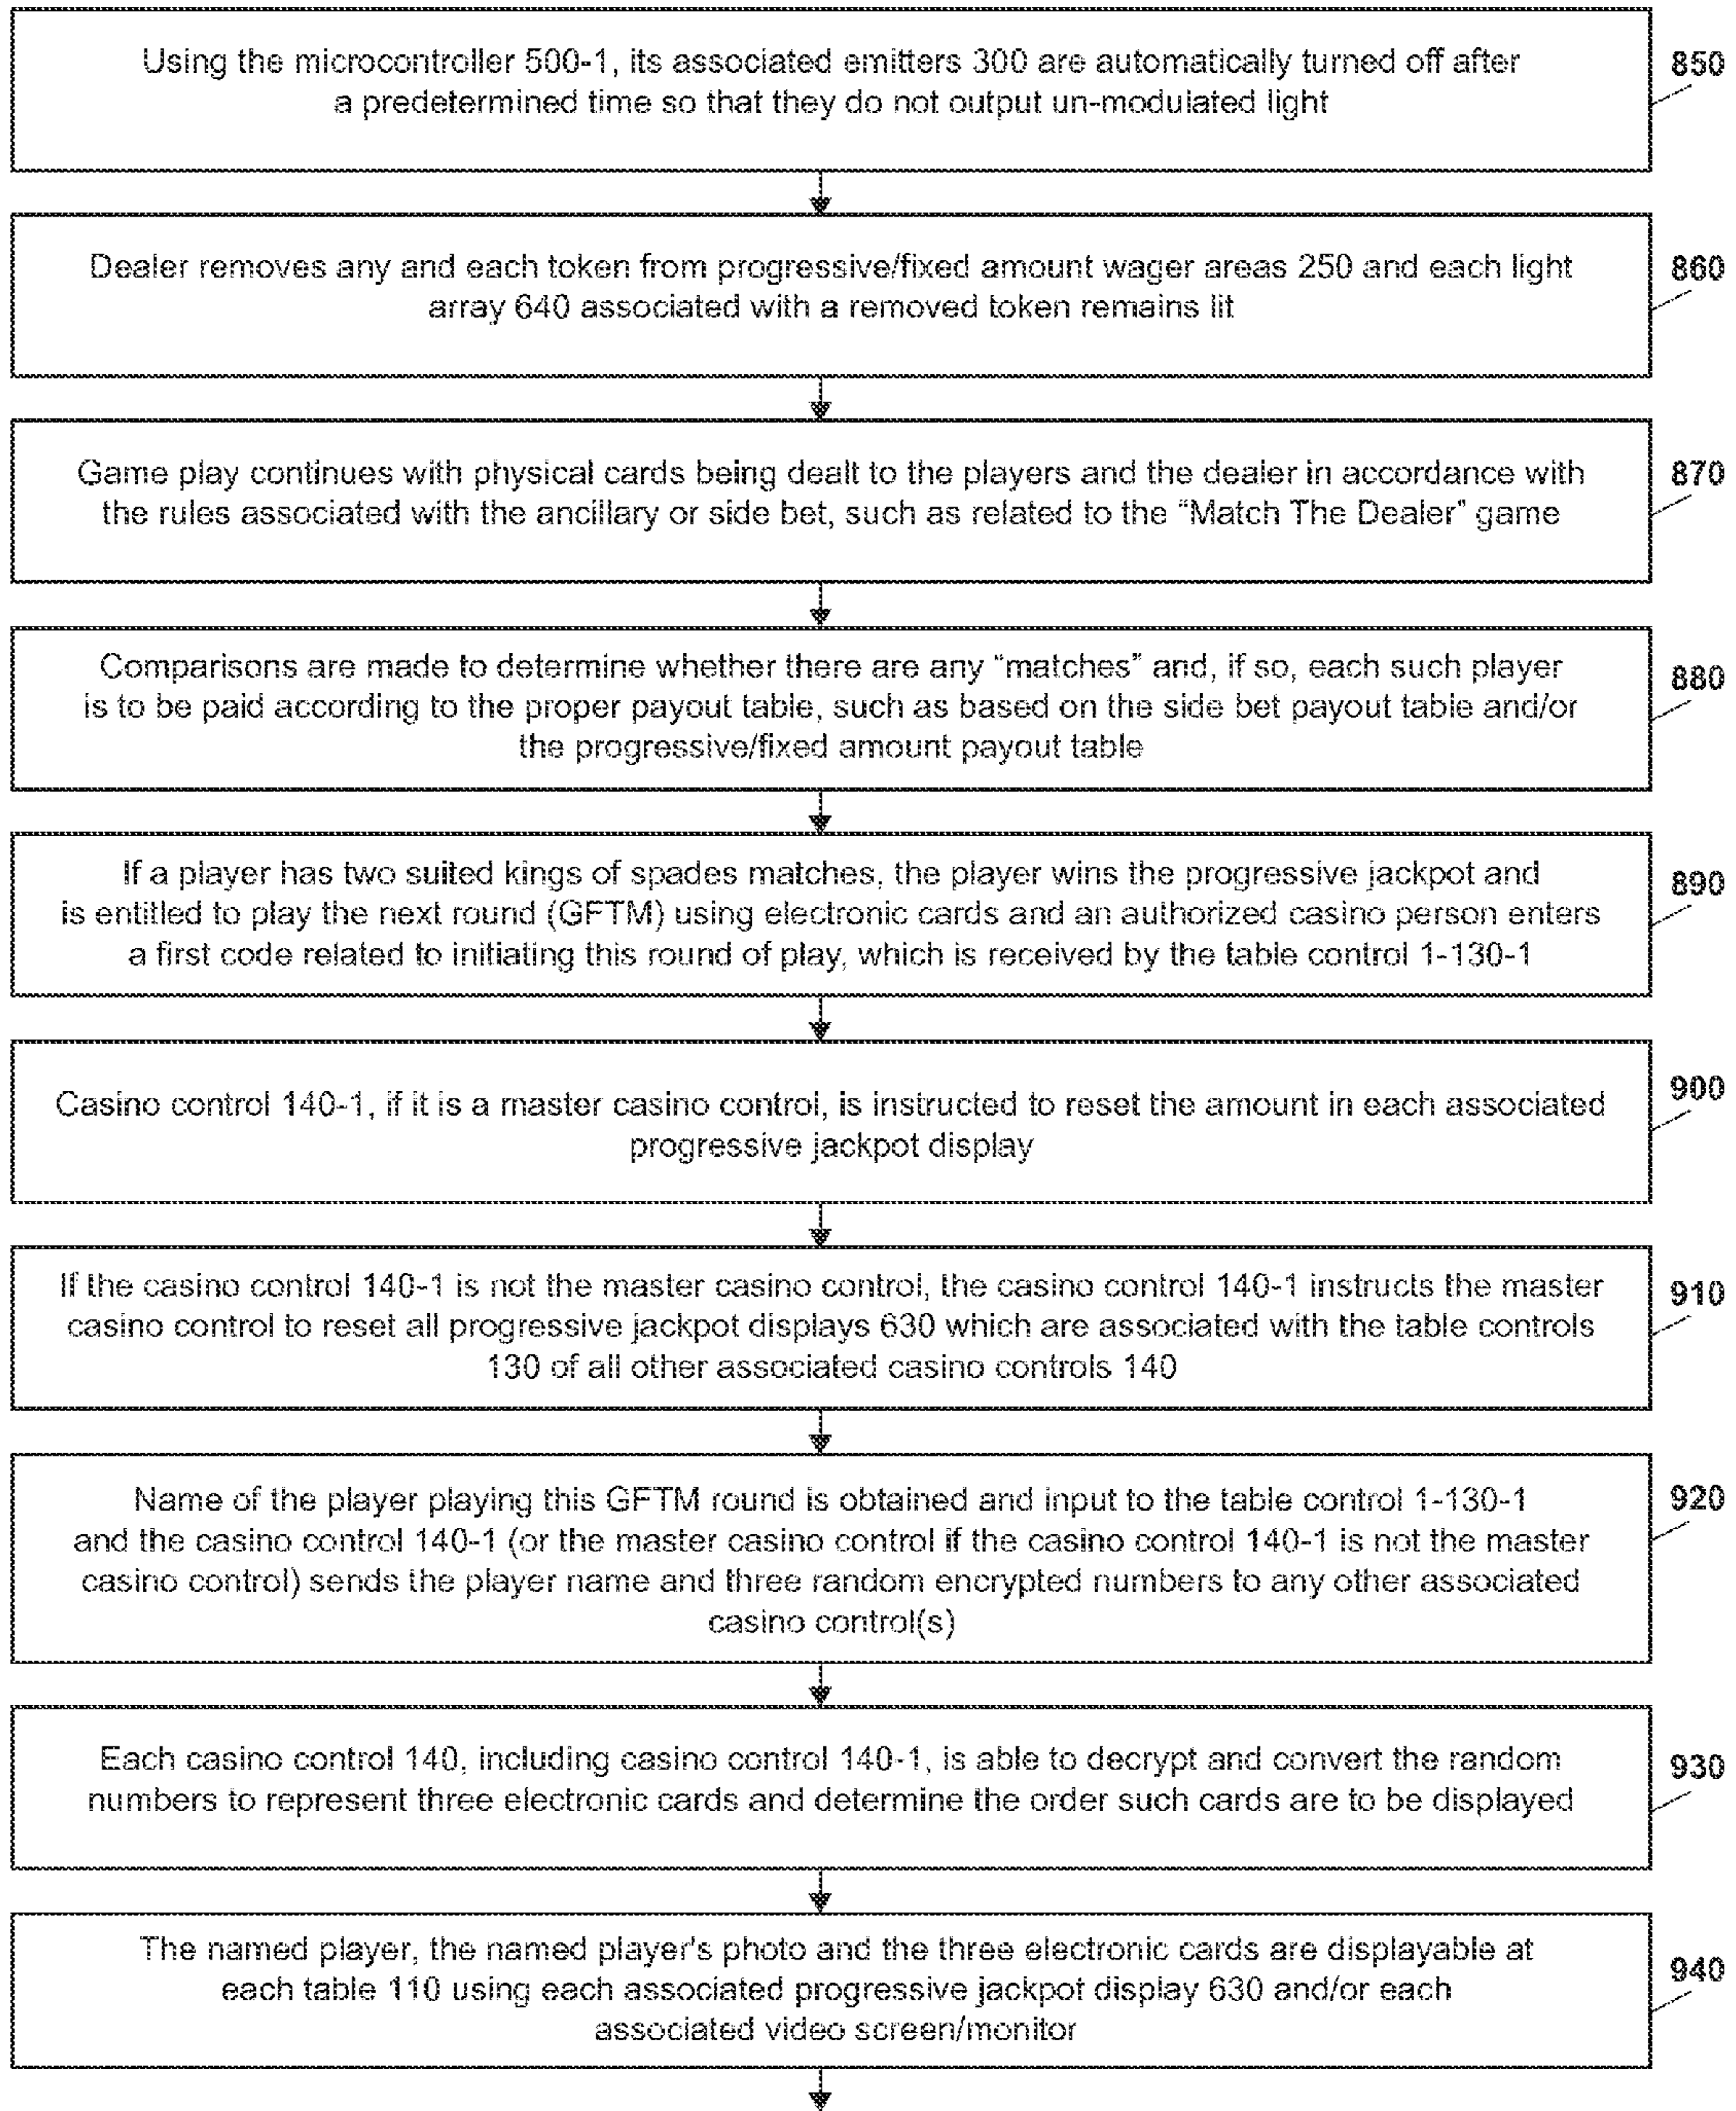 Using the microcontroller 500-1, its associated emitters 300 are automatically turned off after
a predetermined time so that they do not output un-modulated light
850
Dealer removes any and each token from progressive/fixed amount wager areas 250 and each light
array 640 associated with a removed token remains lit
860
Game play continues with physical cards being dealt to the players and the dealer in accordance with
the rules associated with the ancillary or side bet, such as related to the “Match The Dealer” game
870
Comparisons are made to determine whether there are any “matches” and, if so, each such player
is to be paid according to the proper payout table, such as based on the side bet payout table and/or
the progressive/fixed amount payout table
880
If a player has two suited kings of spades matches, the player wins the progressive jackpot and
is entitled to play the next round (GFTM) using electronic cards and an authorized casino person enters
a first code related to initiating this round of play, which is received by the table control 1-130-1
890
Casino control 140-1, if it is a master casino control, is instructed to reset the amount in each associated
progressive jackpot display
900
If the casino control 140-1 is not the master casino control, the casino control 140-1 instructs the master
casino control to reset all progressive jackpot displays 630 which are associated with the table controls
130 of all other associated casino controls 140
910
Name of the player playing this GFTM round is obtained and input to the table control 1-130-1
and the casino control 140-1 (or the master casino control if the casino control 140-1 is not the master
casino control) sends the player name and three random encrypted numbers to any other associated
casino control(s)
920
Each casino control 140, including casino control 140-1, is able to decrypt and convert the random
numbers to represent three electronic cards and determine the order such cards are to be displayed
930
The named player, the named player's photo and the three electronic cards are displayable at
each table 110 using each associated progressive jackpot display 630 and/or each
associated video screen/monitor
940